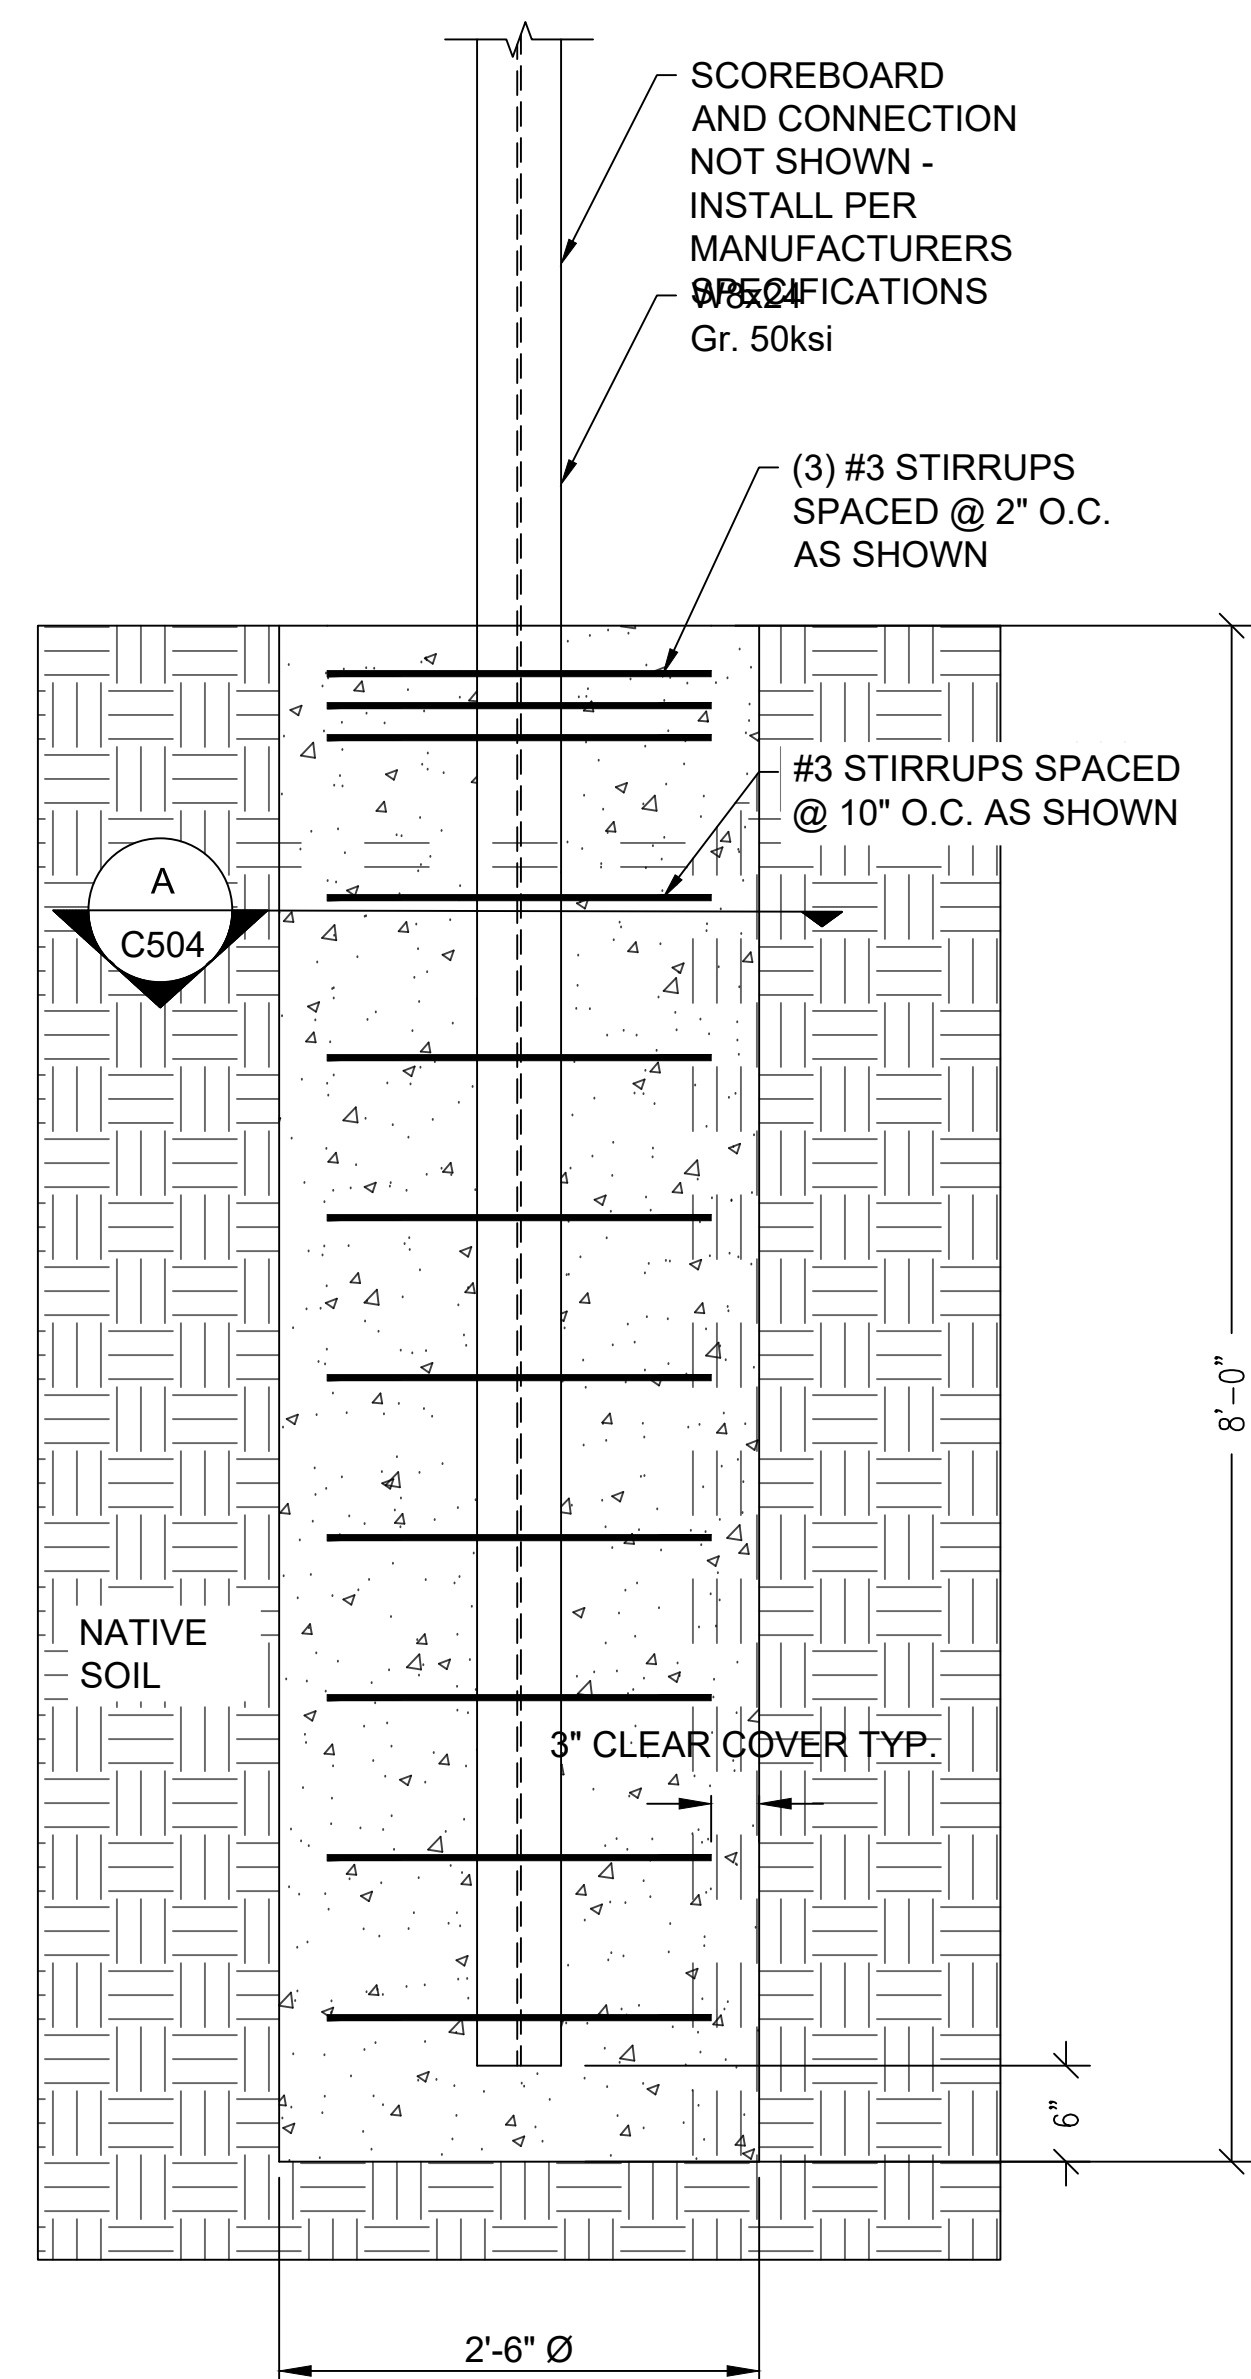 SCOREBOARD
AND CONNECTION
NOT SHOWN -
INSTALL PER
MANUFACTURERS
SPECIFICATIONS
W8x24
Gr. 50ksi
(3) #3 STIRRUPS
SPACED @ 2" O.C.
AS SHOWN
#3 STIRRUPS SPACED
@ 10" O.C. AS SHOWN
A
C504
8'-0"
NATIVE
SOIL
3" CLEAR COVER TYP.
6"
2'-6" Ø